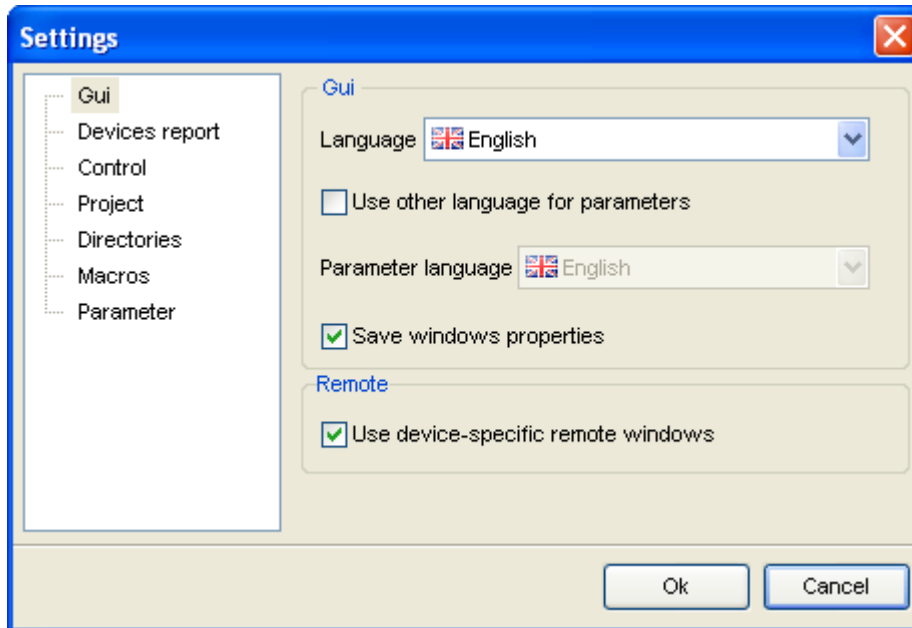 Settings
Gui
Devices report
Control
Project
Directories
Macros
Parameter
Gui
Language English
Use other language for parameters
Parameter language English
Save windows properties
Remote
Use device-specific remote windows
Ok Cancel